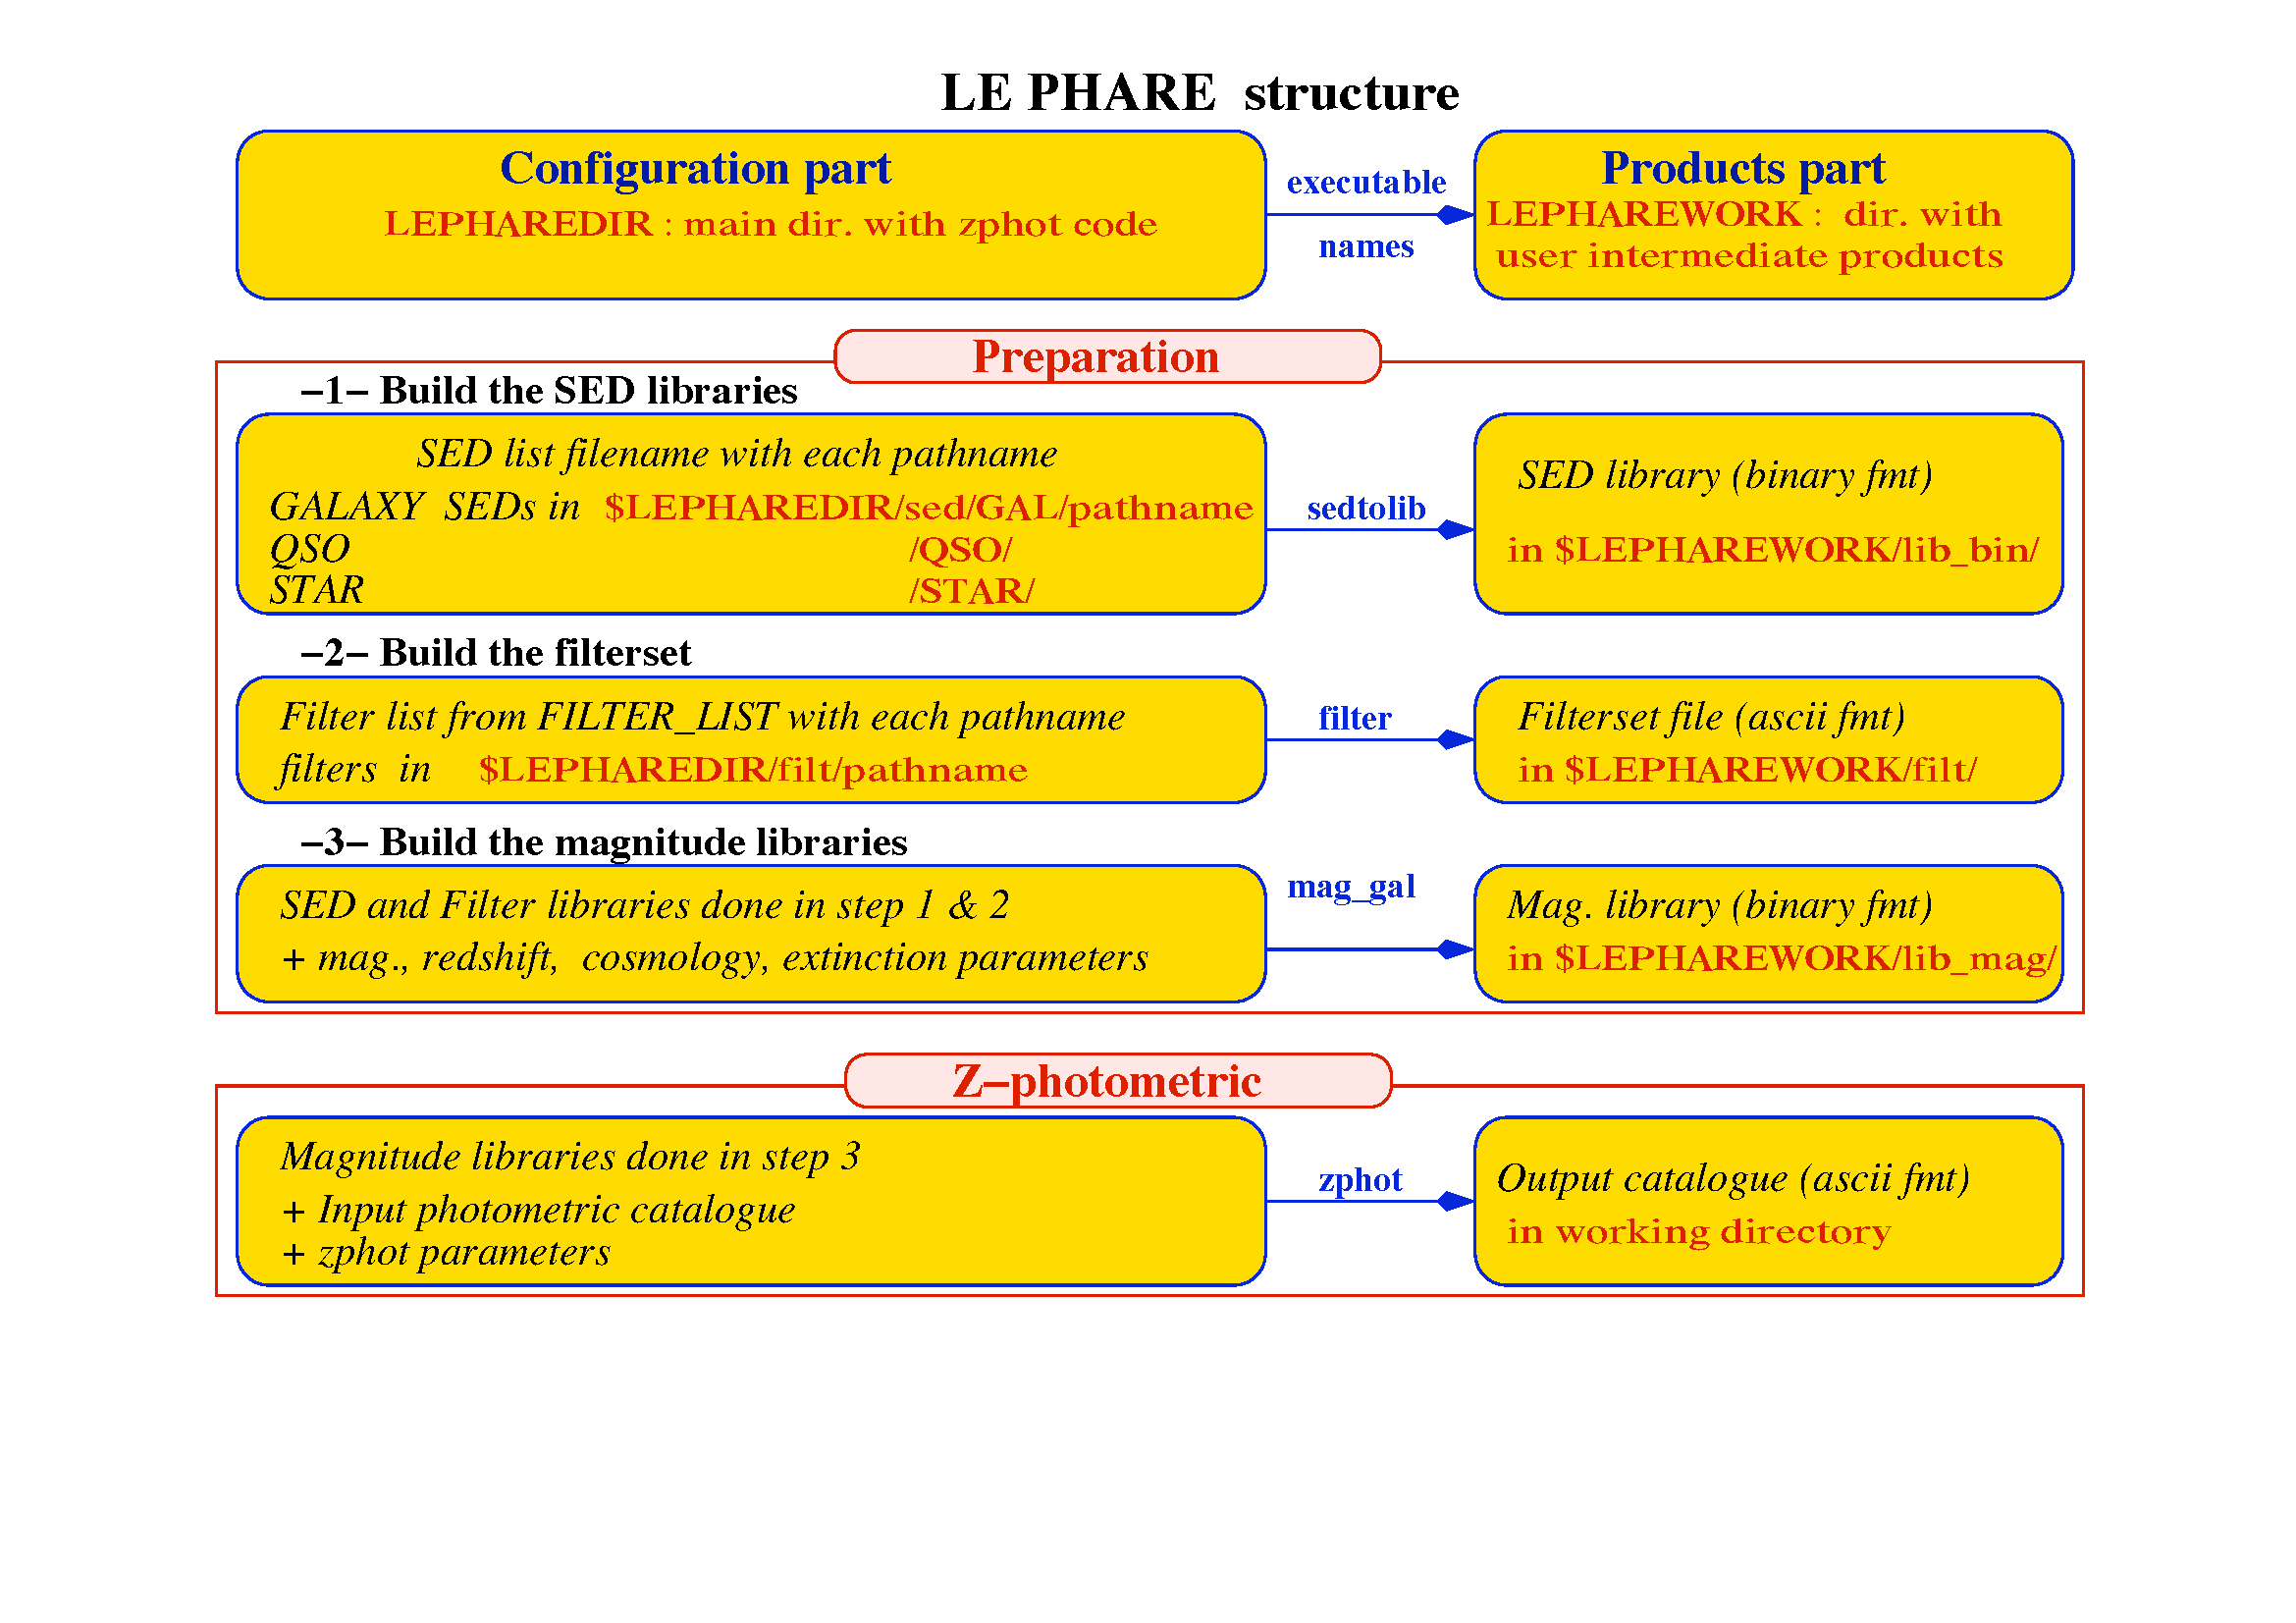 LE PHARE structure
Configuration part
LEPHAREDIR : main dir. with zphot code
executable
names
Products part
LEPHAREWORK : dir. with
user intermediate products
Preparation
−1− Build the SED libraries
SED list filename with each pathname
GALAXY SEDs in $LEPHAREDIR/sed/GAL/pathname
QSO /QSO/
STAR /STAR/
sedtolib
SED library (binary fmt)
in $LEPHAREWORK/lib_bin/
−2− Build the filterset
Filter list from FILTER_LIST with each pathname
filters in $LEPHAREDIR/filt/pathname
filter
Filterset file (ascii fmt)
in $LEPHAREWORK/filt/
−3− Build the magnitude libraries
SED and Filter libraries done in step 1 & 2
+ mag., redshift, cosmology, extinction parameters
mag_gal
Mag. library (binary fmt)
in $LEPHAREWORK/lib_mag/
Z−photometric
Magnitude libraries done in step 3
+ Input photometric catalogue
+ zphot parameters
zphot
Output catalogue (ascii fmt)
in working directory